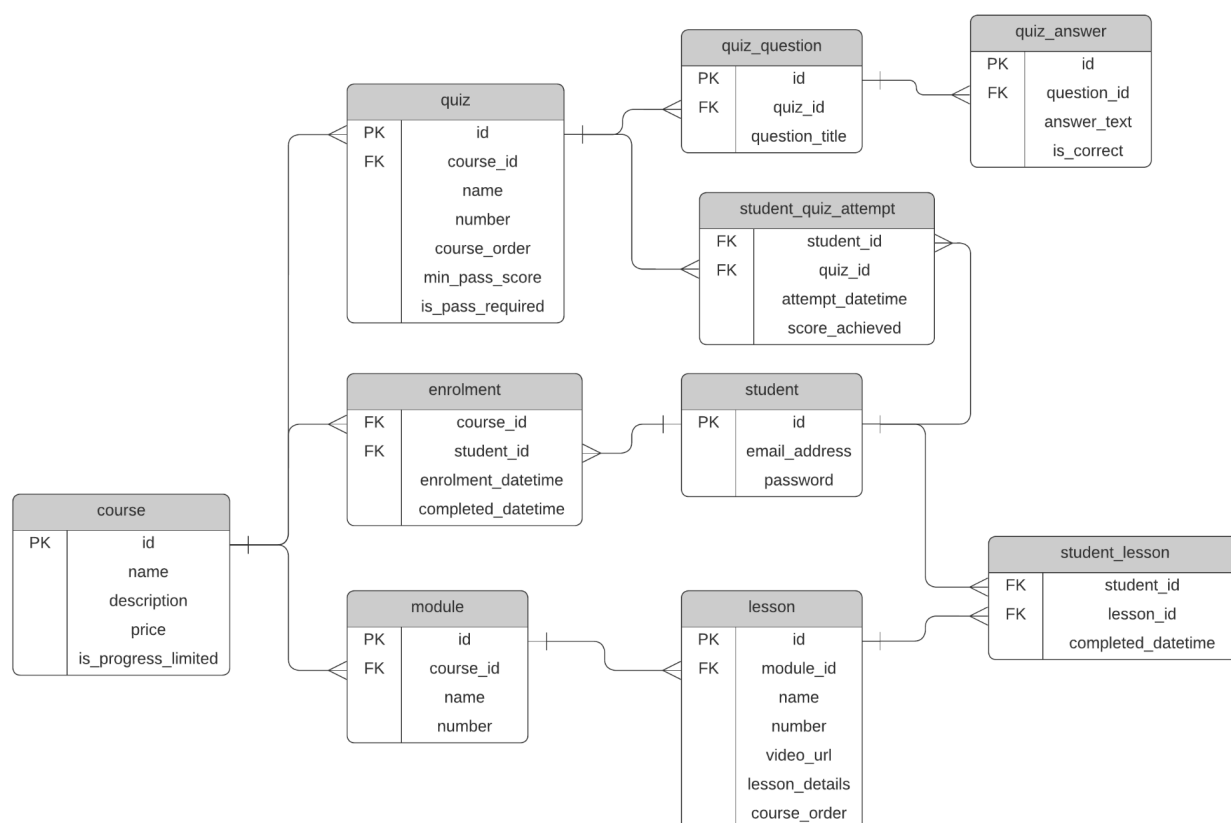 quiz_question
PK id
FK quiz_id
question_title
quiz_answer
PK id
FK question_id
answer_text
is_correct
quiz
PK id
FK course_id
name
number
course_order
min_pass_score
is_pass_required
student_quiz_attempt
FK student_id
FK quiz_id
attempt_datetime
score_achieved
enrolment
FK course_id
FK student_id
enrolment_datetime
completed_datetime
student
PK id
email_address
password
course
PK id
name
description
price
is_progress_limited
student_lesson
FK student_id
FK lesson_id
completed_datetime
module
PK id
FK course_id
name
number
lesson
PK id
FK module_id
name
number
video_url
lesson_details
course_order